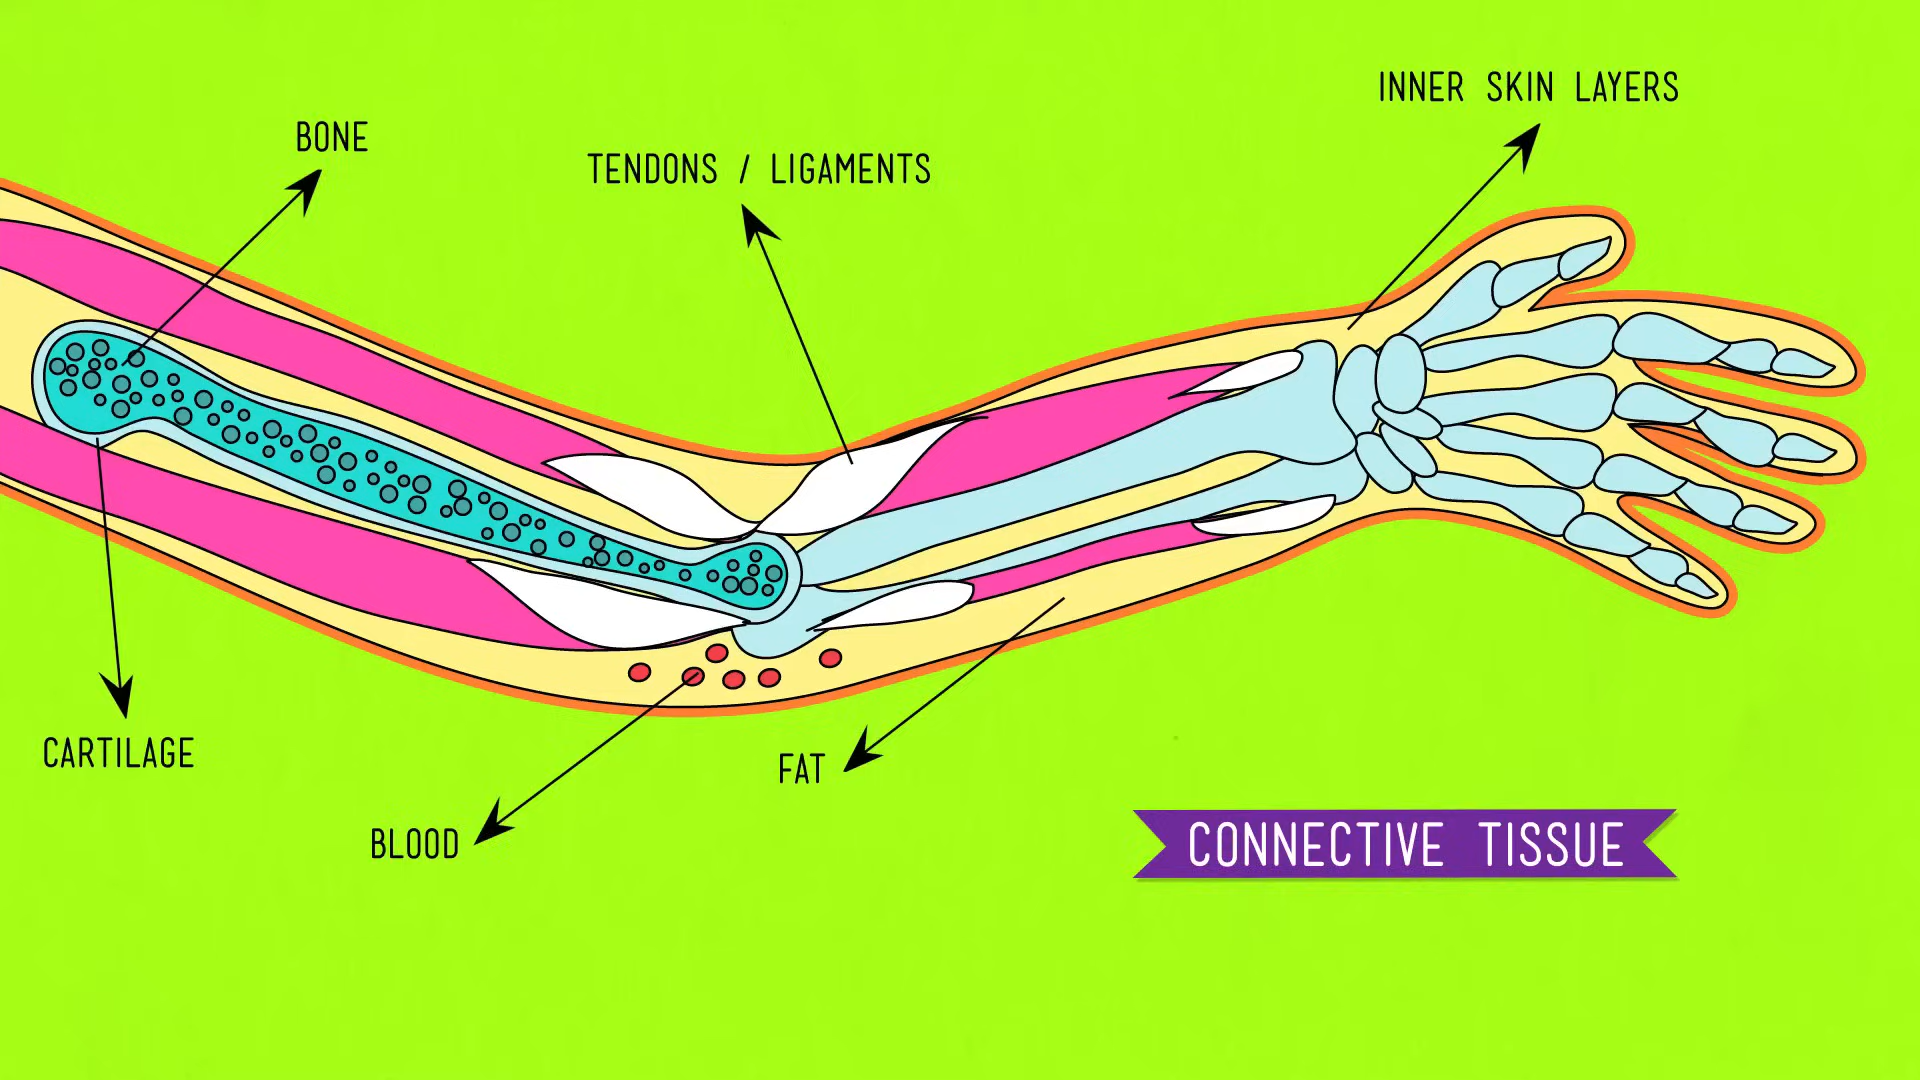 INNER SKIN LAYERS
BONE
TENDONS / LIGAMENTS
CARTILAGE
FAT
BLOOD
CONNECTIVE TISSUE